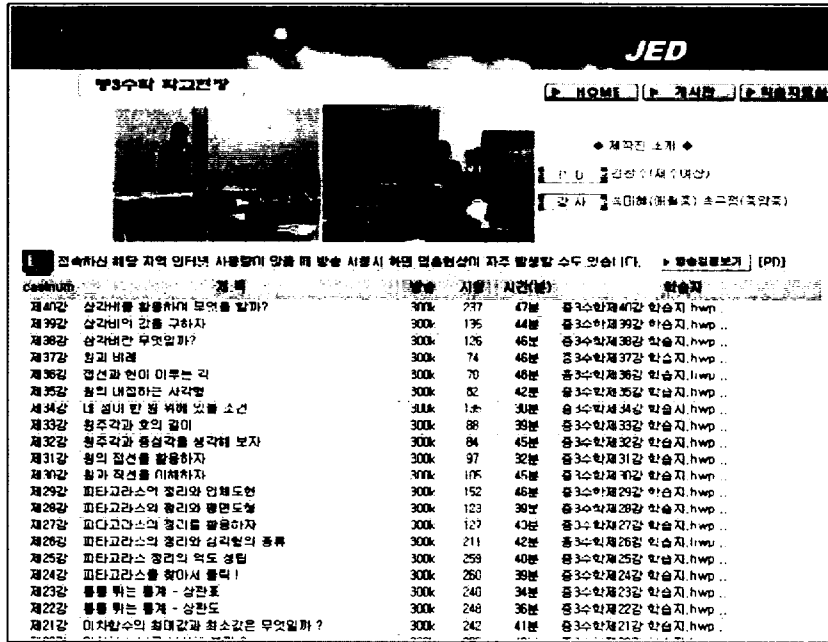 JED
중3수학 학교현장
HOME 게시판 학습자료실
◆ 제작진 소개 ◆
P D
강 사
접속하신 해당 지역 인터넷 사용량이 많을 때 방송 시청시 화면 멈춤현상이 자주 발생할 수도 있습니다. [PD]
제목 방송 시청 시간(분) 학습지
제40강 삼각비를 활용하여 무엇을 할까? 300k 237 47분 중3수학제40강 학습지.hwp ..
제39강 삼각비의 값을 구하자 300k 135 44분 중3수학제39강 학습지.hwp ..
제38강 삼각비란 무엇일까? 300k 126 46분 중3수학제38강 학습지.hwp ..
제37강 원과 비례 300k 74 46분 중3수학제37강 학습지.hwp ..
제36강 접선과 현이 이루는 각 300k 70 46분 중3수학제36강 학습지.hwp ..
제35강 원의 내접하는 사각형 300k 62 42분 중3수학제35강 학습지.hwp ..
제34강 네 점이 한 원 위에 있을 조건 300k 30분 중3수학제34강 학습지.hwp ..
제33강 원주각과 호의 길이 300k 88 39분 중3수학제33강 학습지.hwp ..
제32강 원주각과 중심각을 생각해 보자 300k 84 45분 중3수학제32강 학습지.hwp ..
제31강 원의 접선을 활용하자 300k 97 32분 중3수학제31강 학습지.hwp ..
제30강 원과 직선을 이해하자 300k 105 45분 중3수학제30강 학습지.hwp ..
제29강 피타고라스의 정리와 입체도형 300k 152 46분 중3수학제29강 학습지.hwp ..
제28강 피타고라스의 정리와 평면도형 300k 123 39분 중3수학제28강 학습지.hwp ..
제27강 피타고라스의 정리를 활용하자 300k 127 43분 중3수학제27강 학습지.hwp ..
제26강 피타고라스의 정리와 삼각형의 종류 300k 211 42분 중3수학제26강 학습지.hwp ..
제25강 피타고라스 정리의 역도 성립 300k 259 40분 중3수학제25강 학습지.hwp ..
제24강 피타고라스를 찾아서 클릭! 300k 260 39분 중3수학제24강 학습지.hwp ..
제23강 통통 튀는 통계 - 상관표 300k 240 34분 중3수학제23강 학습지.hwp ..
제22강 통통 튀는 통계 - 상관도 300k 248 36분 중3수학제22강 학습지.hwp ..
제21강 이차함수의 최대값과 최소값은 무엇일까? 300k 242 41분 중3수학제21강 학습지.hwp ..